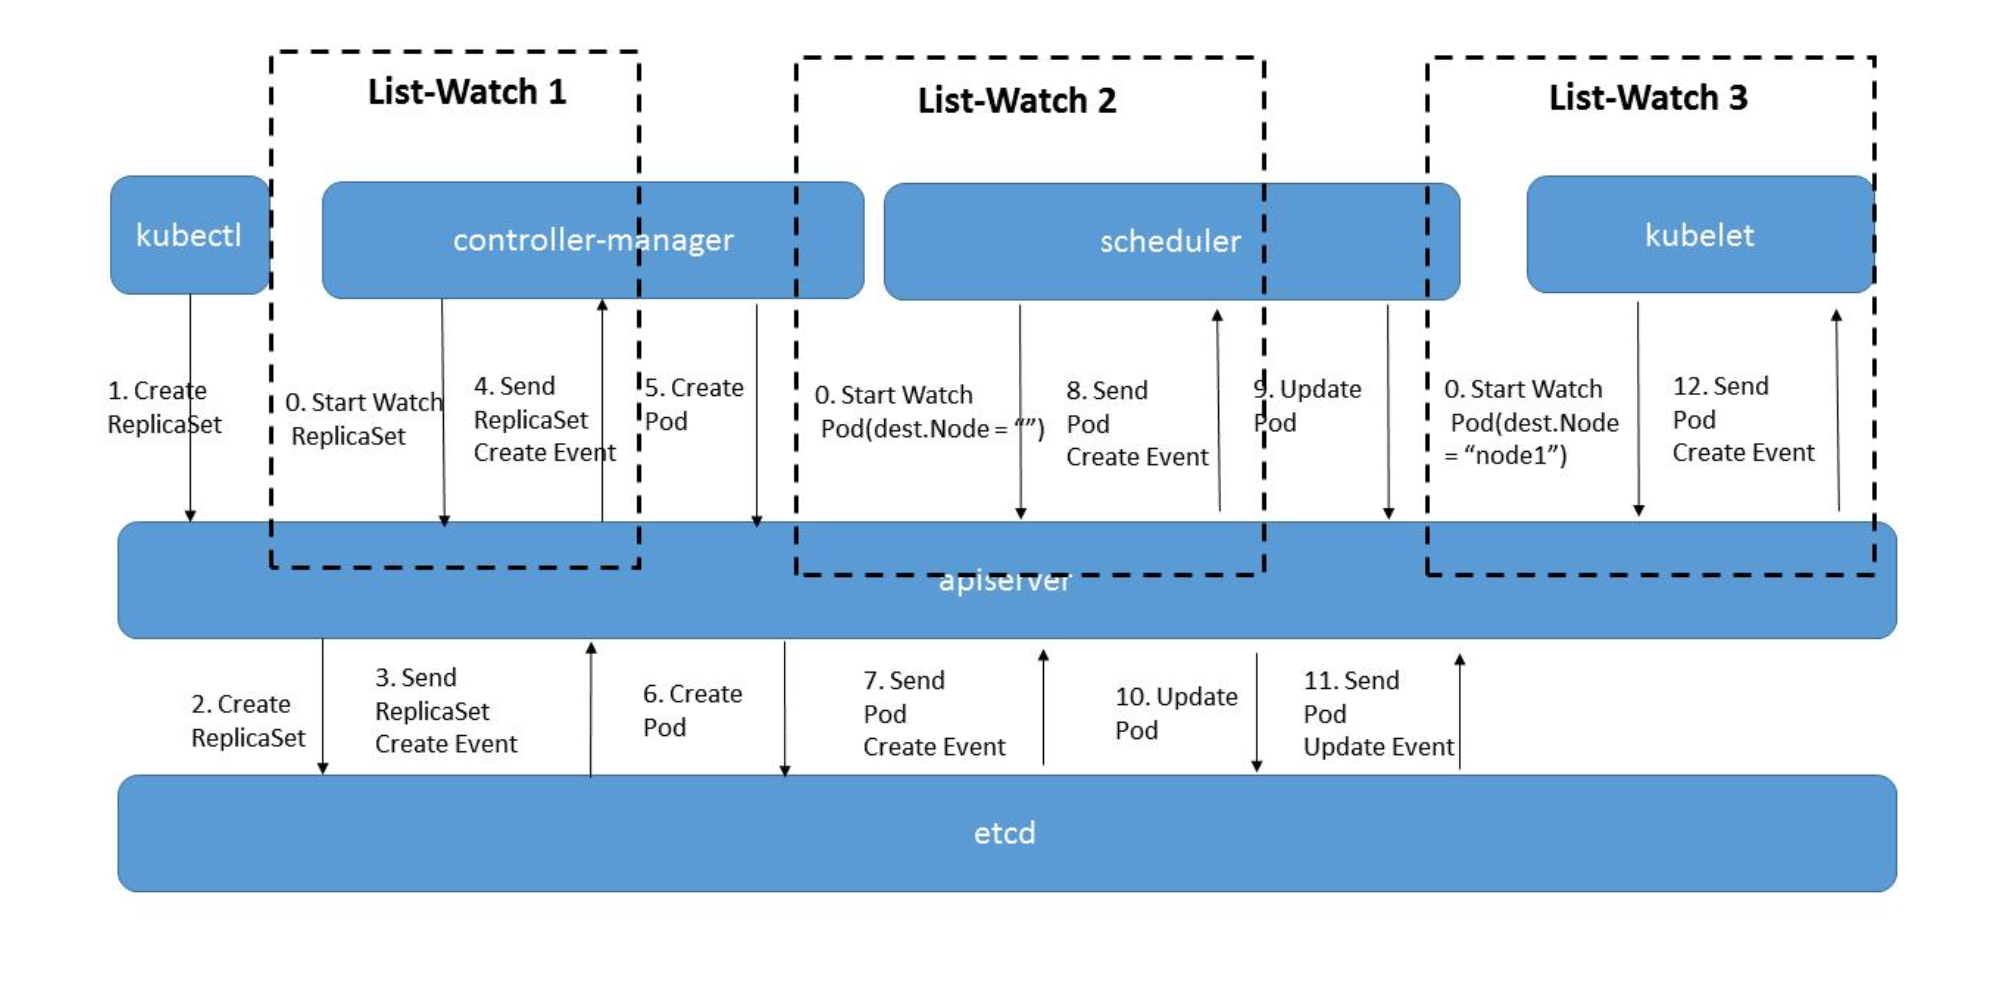 List-Watch 1
List-Watch 2
List-Watch 3
kubectl
controller-manager
scheduler
kubelet
1. Create
ReplicaSet
0. Start Watch
ReplicaSet
4. Send
ReplicaSet
Create Event
5. Create
Pod
0. Start Watch
Pod(dest.Node = “”)
8. Send
Pod
Create Event
9. Update
Pod
0. Start Watch
Pod(dest.Node
= “node1”)
12. Send
Pod
Create Event
apiserver
2. Create
ReplicaSet
3. Send
ReplicaSet
Create Event
6. Create
Pod
7. Send
Pod
Create Event
10. Update
Pod
11. Send
Pod
Update Event
etcd